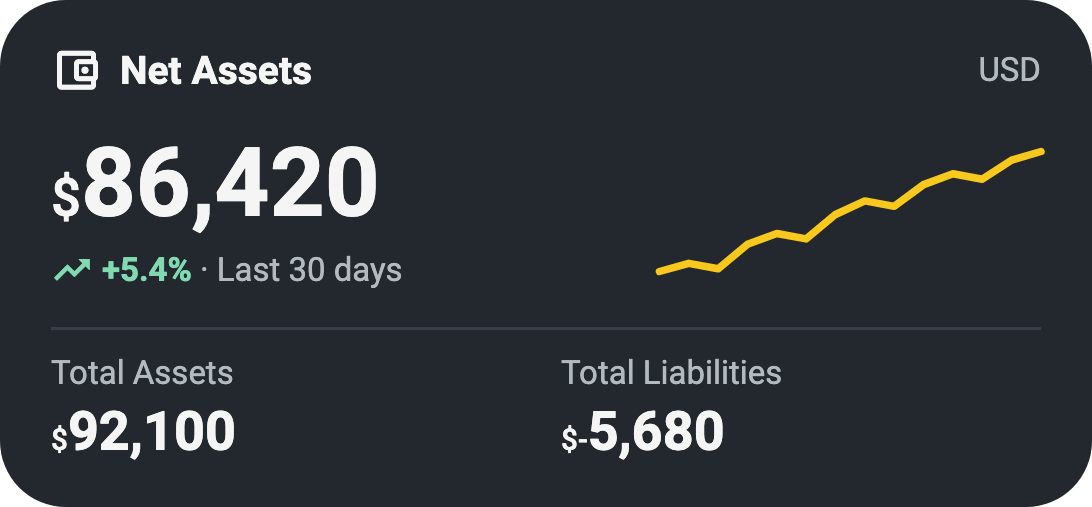 Net Assets
USD
$86,420
+5.4% · Last 30 days
Total Assets
Total Liabilities
$92,100
$-5,680